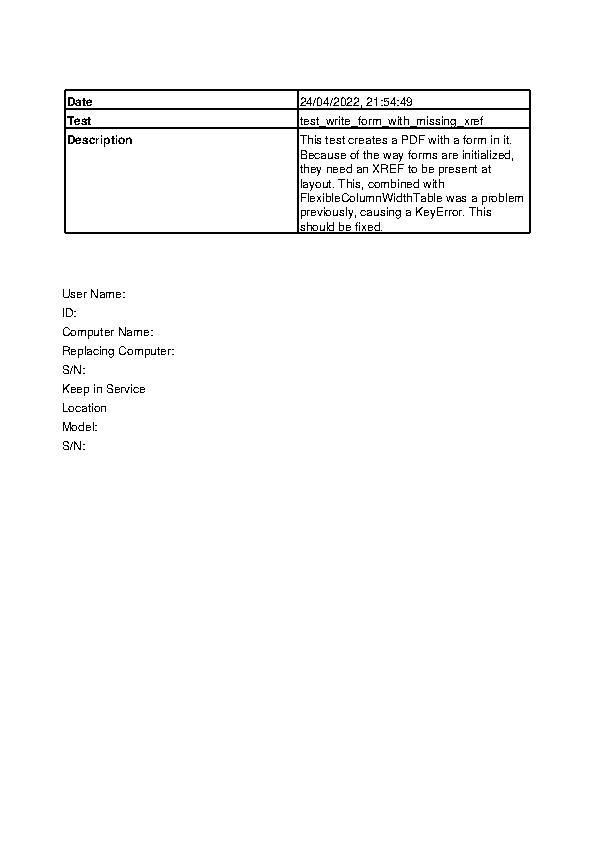 Date 24/04/2022, 21:54:49
Test test_write_form_with_missing_xref
Description This test creates a PDF with a form in it.
Because of the way forms are initialized,
they need an XREF to be present at
layout. This, combined with
FlexibleColumnWidthTable was a problem
previously, causing a KeyError. This
should be fixed.
User Name:
ID:
Computer Name:
Replacing Computer:
S/N:
Keep in Service
Location
Model:
S/N: